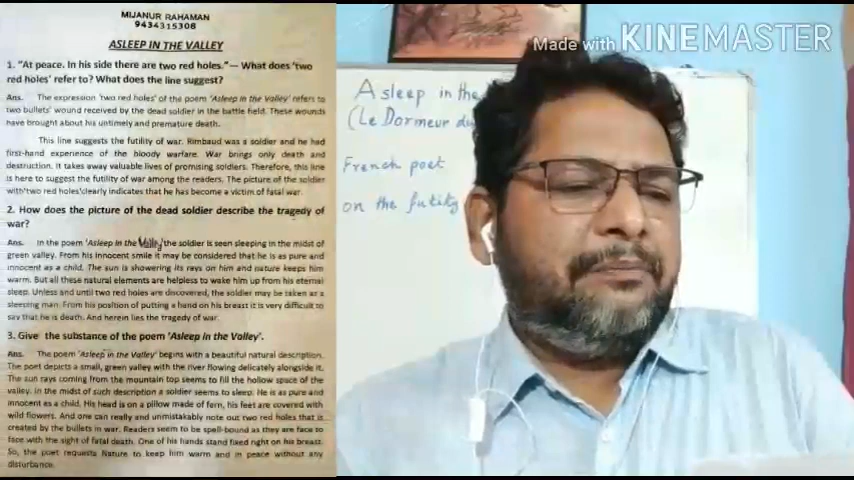 MIJANUR RAHAMAN
9434315308
ASLEEP IN THE VALLEY
1. "At peace. In his side there are two red holes." — What does 'two
red holes' refer to? What does the line suggest?
Ans. The expression 'two red holes' of the poem 'Asleep in the Valley' refers to
two bullets' wound received by the dead soldier in the battle field. These wounds
have brought about his untimely and premature death.
This line suggests the futility of war. Rimbaud was a soldier and he had
first-hand experience of the bloody warfare. War brings only death and
destruction. It takes away valuable lives of promising soldiers. Therefore, this line
is here to suggest the futility of war among the readers. The picture of the soldier
with 'two red holes' clearly indicates that he has become a victim of fatal war.
2. How does the picture of the dead soldier describe the tragedy of
war?
Ans. In the poem 'Asleep in the Valley' the soldier is seen sleeping in the midst of
green valley. From his innocent smile it may be considered that he is as pure and
innocent as a child. The sun is showering its rays on him and nature keeps him
warm. But all these natural elements are helpless to wake him up from his eternal
sleep. Unless and until two red holes are discovered, the soldier may be taken as a
sleeping man. From his position of putting a hand on his breast it is very difficult to
say that he is death. And herein lies the tragedy of war.
3. Give the substance of the poem 'Asleep in the Valley'.
Ans. The poem 'Asleep in the Valley' begins with a beautiful natural description.
The poet depicts a small, green valley with the river flowing delicately alongside it.
The sun rays coming from the mountain top seems to fill the hollow space of the
valley. In the midst of such description a soldier seems to sleep. He is as pure and
innocent as a child. His head is on a pillow made of fern, his feet are covered with
wild flowers. And one can really and unmistakably note out two red holes that is
created by the bullets in war. Readers seem to be spell-bound as they are face to
face with the sight of fatal death. One of his hands stand fixed right on his breast.
So, the poet requests Nature to keep him warm and in peace without any
disturbance.
Made with KINEMASTER
Asleep in the
(Le Dormeur du
French poet
on the futity